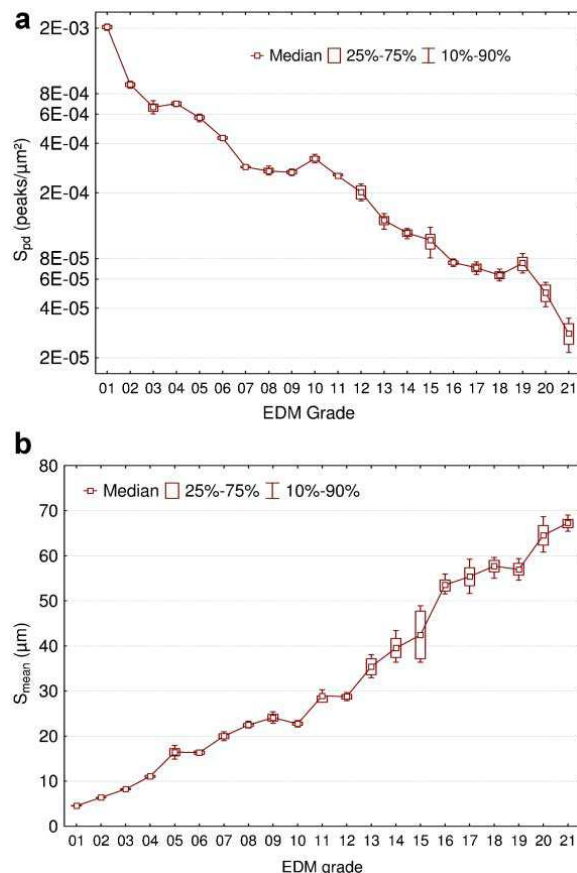 a
2E-03
Median 25%-75% 10%-90%
8E-04
6E-04
4E-04
2E-04
8E-05
6E-05
4E-05
2E-05
S_pd (peaks/µm²)
01 02 03 04 05 06 07 08 09 10 11 12 13 14 15 16 17 18 19 20 21
EDM Grade
b
80
Median 25%-75% 10%-90%
70
60
50
40
30
20
10
0
S_mean (µm)
01 02 03 04 05 06 07 08 09 10 11 12 13 14 15 16 17 18 19 20 21
EDM grade